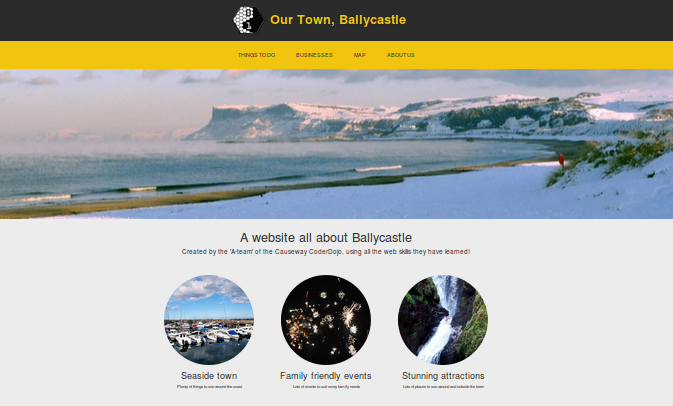 Our Town, Ballycastle
THINGS TO DO BUSINESSES MAP ABOUT US
A website all about Ballycastle
Created by the 'A-team' of the Causeway CoderDojo, using all the web skills they have learned!
Seaside town Family friendly events Stunning attractions
Plenty of things to see around the coast Lots of events to suit every family needs Lots of places to see around and outside the town